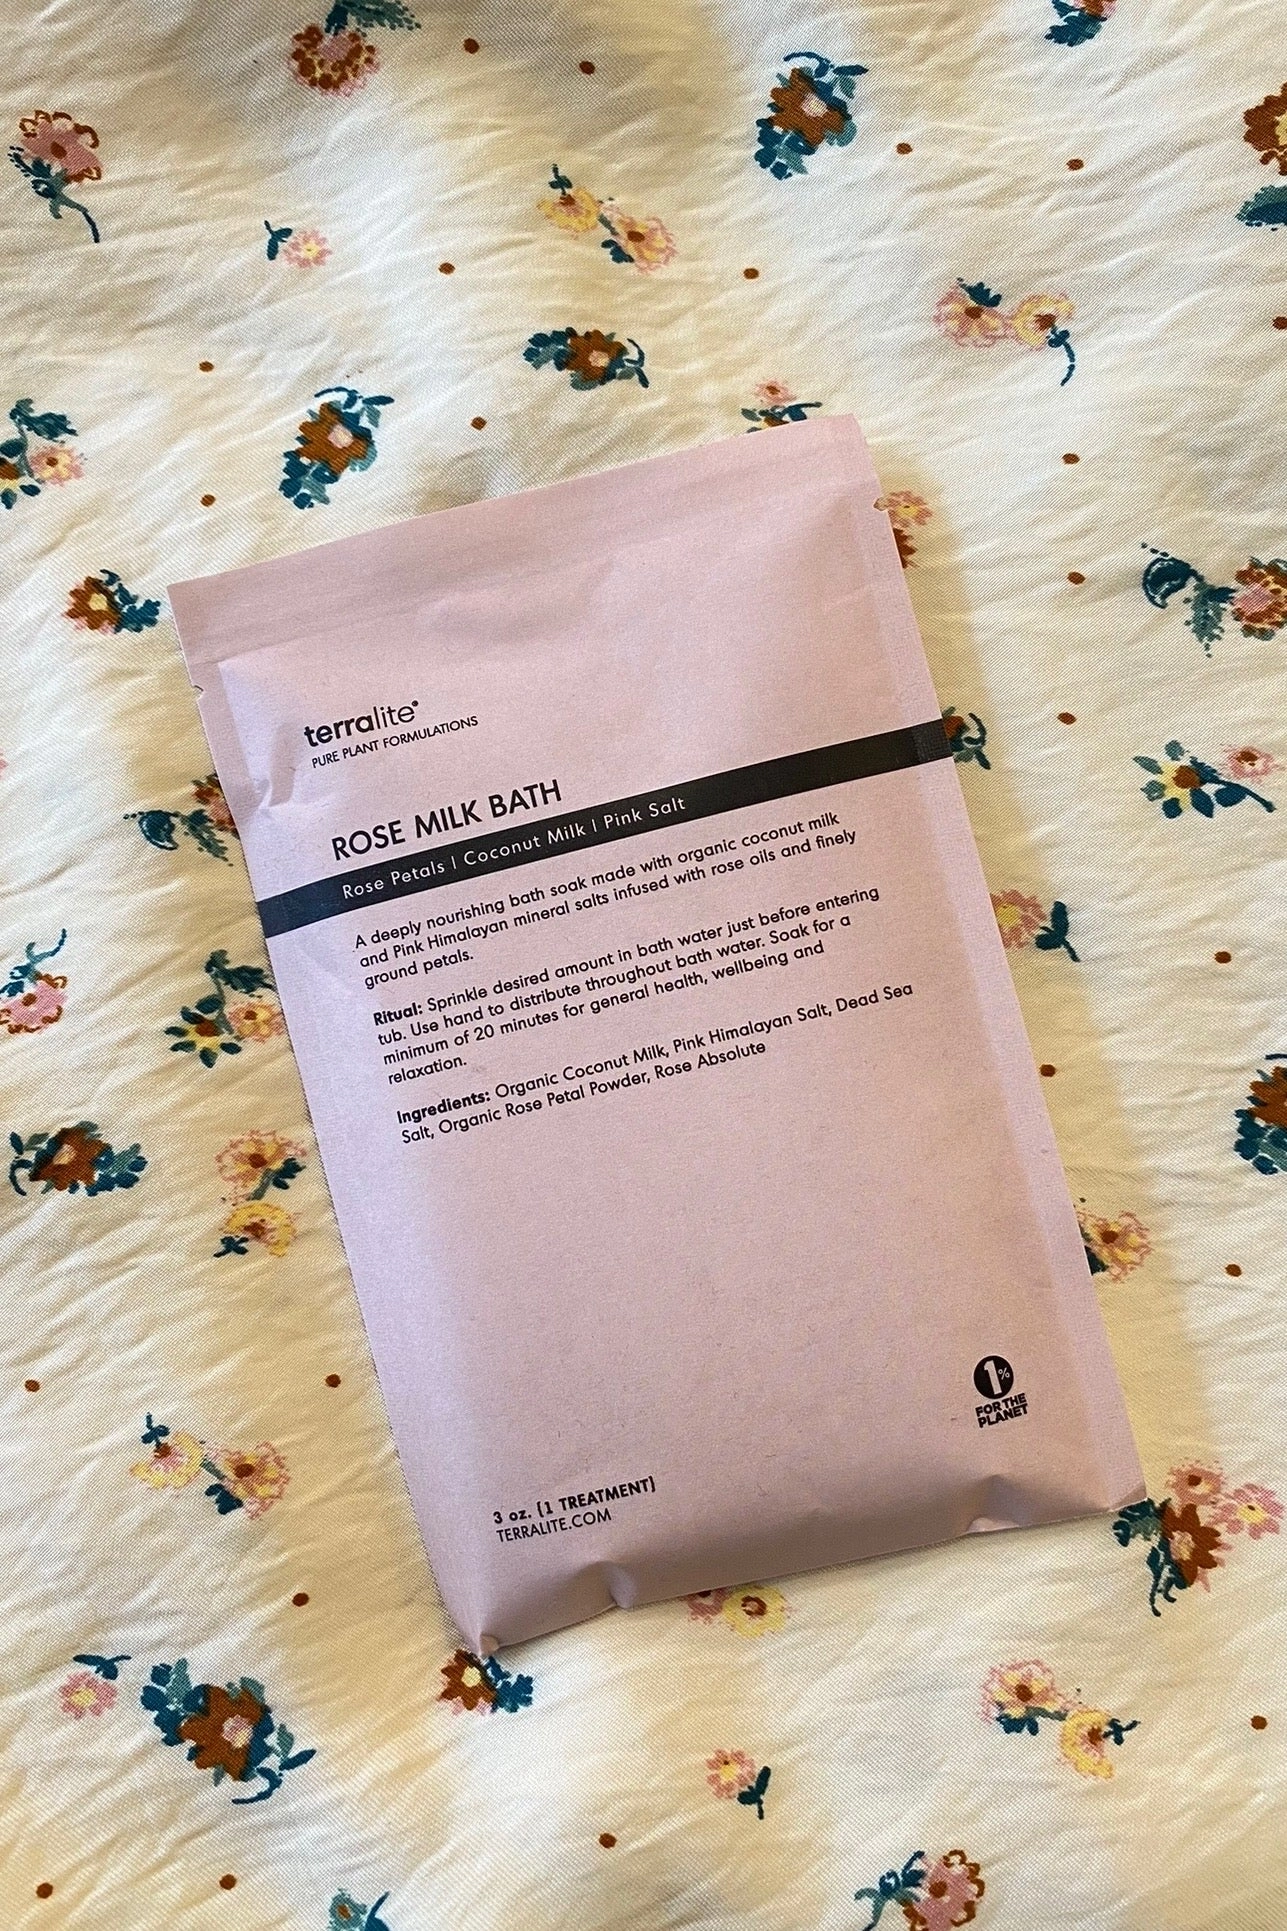 terralite
PURE PLANT FORMULATIONS
ROSE MILK BATH
Rose Petals | Coconut Milk | Pink Salt
A deeply nourishing bath soak made with organic coconut milk
and Pink Himalayan mineral salts infused with rose oils and finely
ground petals.
Ritual: Sprinkle desired amount in bath water just before entering
tub. Use hand to distribute throughout bath water. Soak for a
minimum of 20 minutes for general health, wellbeing and
relaxation.
Ingredients: Organic Coconut Milk, Pink Himalayan Salt, Dead Sea
Salt, Organic Rose Petal Powder, Rose Absolute
1%
FOR THE
PLANET
3 oz. (1 TREATMENT)
TERRALITE.COM